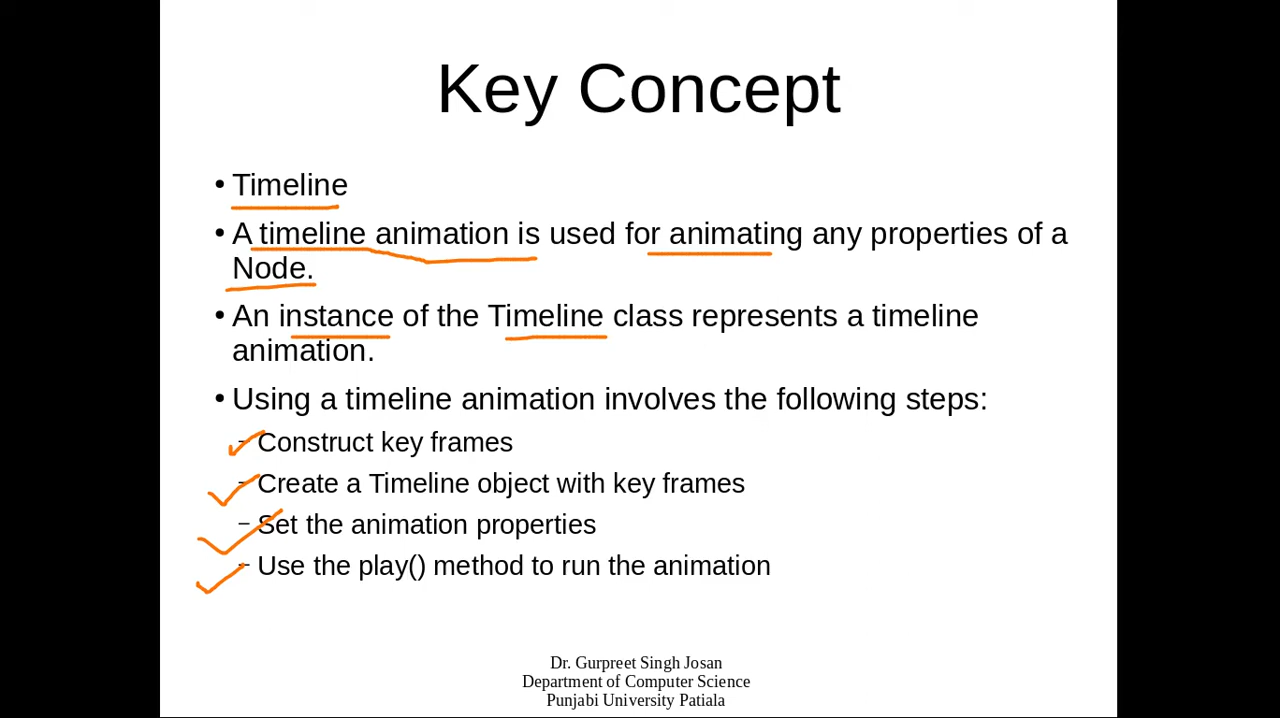 Key Concept
• Timeline
• A timeline animation is used for animating any properties of a
Node.
• An instance of the Timeline class represents a timeline
animation.
• Using a timeline animation involves the following steps:
– Construct key frames
– Create a Timeline object with key frames
– Set the animation properties
– Use the play() method to run the animation
Dr. Gurpreet Singh Josan
Department of Computer Science
Punjabi University Patiala